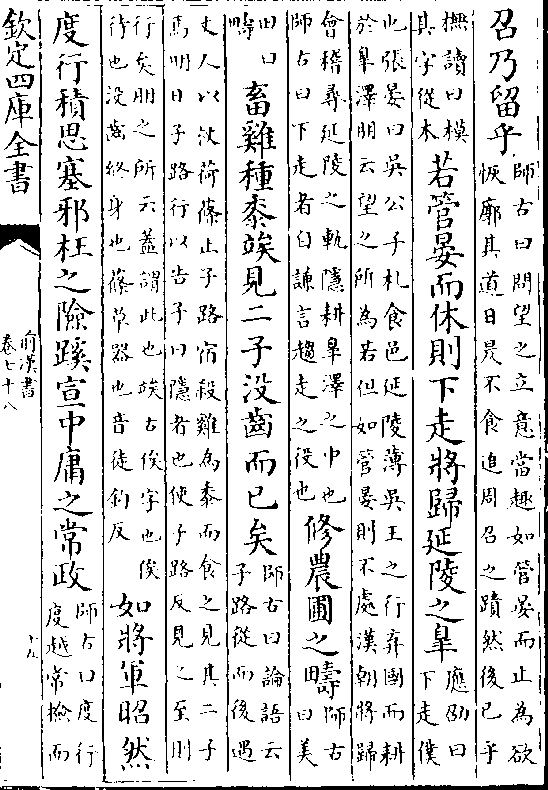 召乃留乎師古曰問望之立意當趣如管晏而止為欲
恢廓其道日昃不食追周召之蹟然後已乎
撫讀曰模
其字從木若管晏而休則下走將歸延陵之臯應劭曰
下走僕
也張晏曰吳公子札食邑延陵薄吳王之行弃國而耕
於臯澤朋云望之所為若但如管晏則不處漢朝將歸
會稽尋延陵之軌隱耕臯澤之中也
師古曰下走者自謙言趨走之役也修農圃之疇師古
曰美
田曰
疇畜雞種黍竢見二子没齒而已矣師古曰論語云
子路從而後遇
丈人以杖荷蓧止子路宿殺雞為黍而食之見其二子
焉明日子路行以告子曰隱者也使子路反見之至則
行矣朋之所云蓋謂此也竢古俟字也俟
待也没齒終身也蓧草器也音徒釣反如將軍昭然
度行積思塞邪枉之險蹊宣中庸之常政師古曰度行
度越常檢而
欽定四庫全書
前漢書
卷七十八